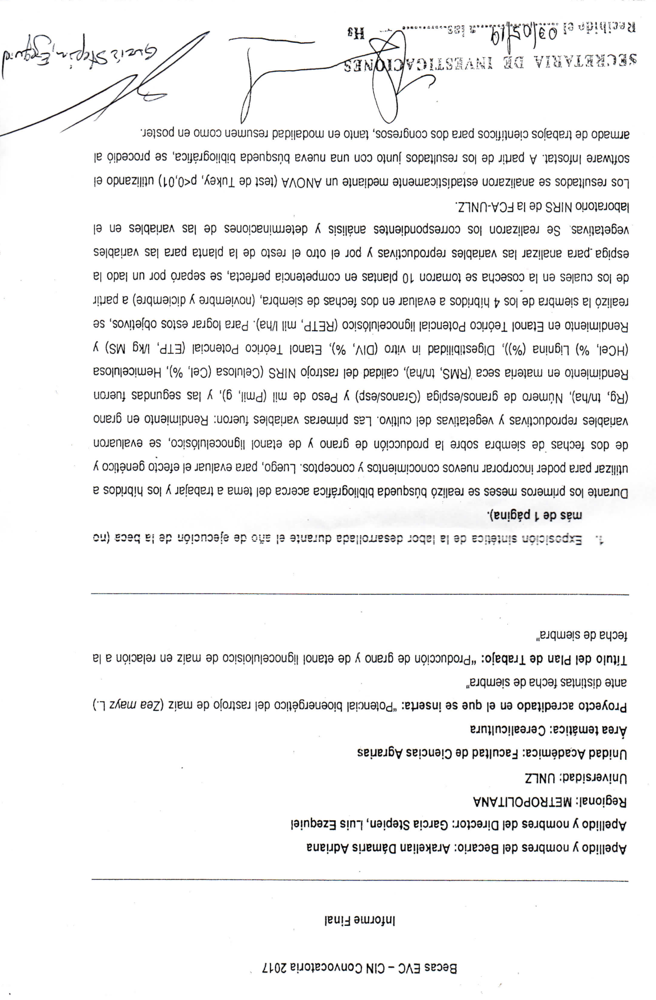 Becas EVC – CIN Convocatoria 2017
Informe Final
Apellido y nombres del Becario: Arakelian Dámaris Adriana
Apellido y nombres del Director: Garcia Stepien, Luis Ezequiel
Regional: METROPOLITANA
Universidad: UNLZ
Unidad Académica: Facultad de Ciencias Agrarias
Área temática: Cerealicultura
Proyecto acreditado en el que se inserta: "Potencial bioenergético del rastrojo de maíz (Zea mayz L.)
ante distintas fecha de siembra"
Título del Plan de Trabajo: "Producción de grano y de etanol lignoceluloisico de maíz en relación a la
fecha de siembra"
1. Exposición sintética de la labor desarrollada durante el año de ejecución de la beca (no
más de 1 página).
Durante los primeros meses se realizó búsqueda bibliográfica acerca del tema a trabajar y los híbridos a
utilizar para poder incorporar nuevos conocimientos y conceptos. Luego, para evaluar el efecto genético y
de dos fechas de siembra sobre la producción de grano y de etanol lignocelulósico, se evaluaron
variables reproductivas y vegetativas del cultivo. Las primeras variables fueron: Rendimiento en grano
(Rg, tn/ha), Número de granos/espiga (Granos/esp) y Peso de mil (Pmil, g), y las segundas fueron
Rendimiento en materia seca (RMS, tn/ha), calidad del rastrojo NIRS (Celulosa (Cel, %), Hemicelulosa
(HCel, %) Lignina (%)), Digestibilidad in vitro (DIV, %), Etanol Teórico Potencial (ETP, l/kg MS) y
Rendimiento en Etanol Teórico Potencial lignocelulósico (RETP, mil l/ha). Para lograr estos objetivos, se
realizó la siembra de los 4 híbridos a evaluar en dos fechas de siembra, (noviembre y diciembre) a partir
de los cuales en la cosecha se tomaron 10 plantas en competencia perfecta, se separó por un lado la
espiga para analizar las variables reproductivas y por el otro el resto de la planta para las variables
vegetativas. Se realizaron los correspondientes análisis y determinaciones de las variables en el
laboratorio NIRS de la FCA-UNLZ.
Los resultados se analizaron estadísticamente mediante un ANOVA (test de Tukey, p<0,01) utilizando el
software Infostat. A partir de los resultados junto con una nueva búsqueda bibliográfica, se procedió al
armado de trabajos científicos para dos congresos, tanto en modalidad resumen como en poster.
SECRETARIA DE INVESTIGACIONES
Recibido el 03/05/19 a las Hs